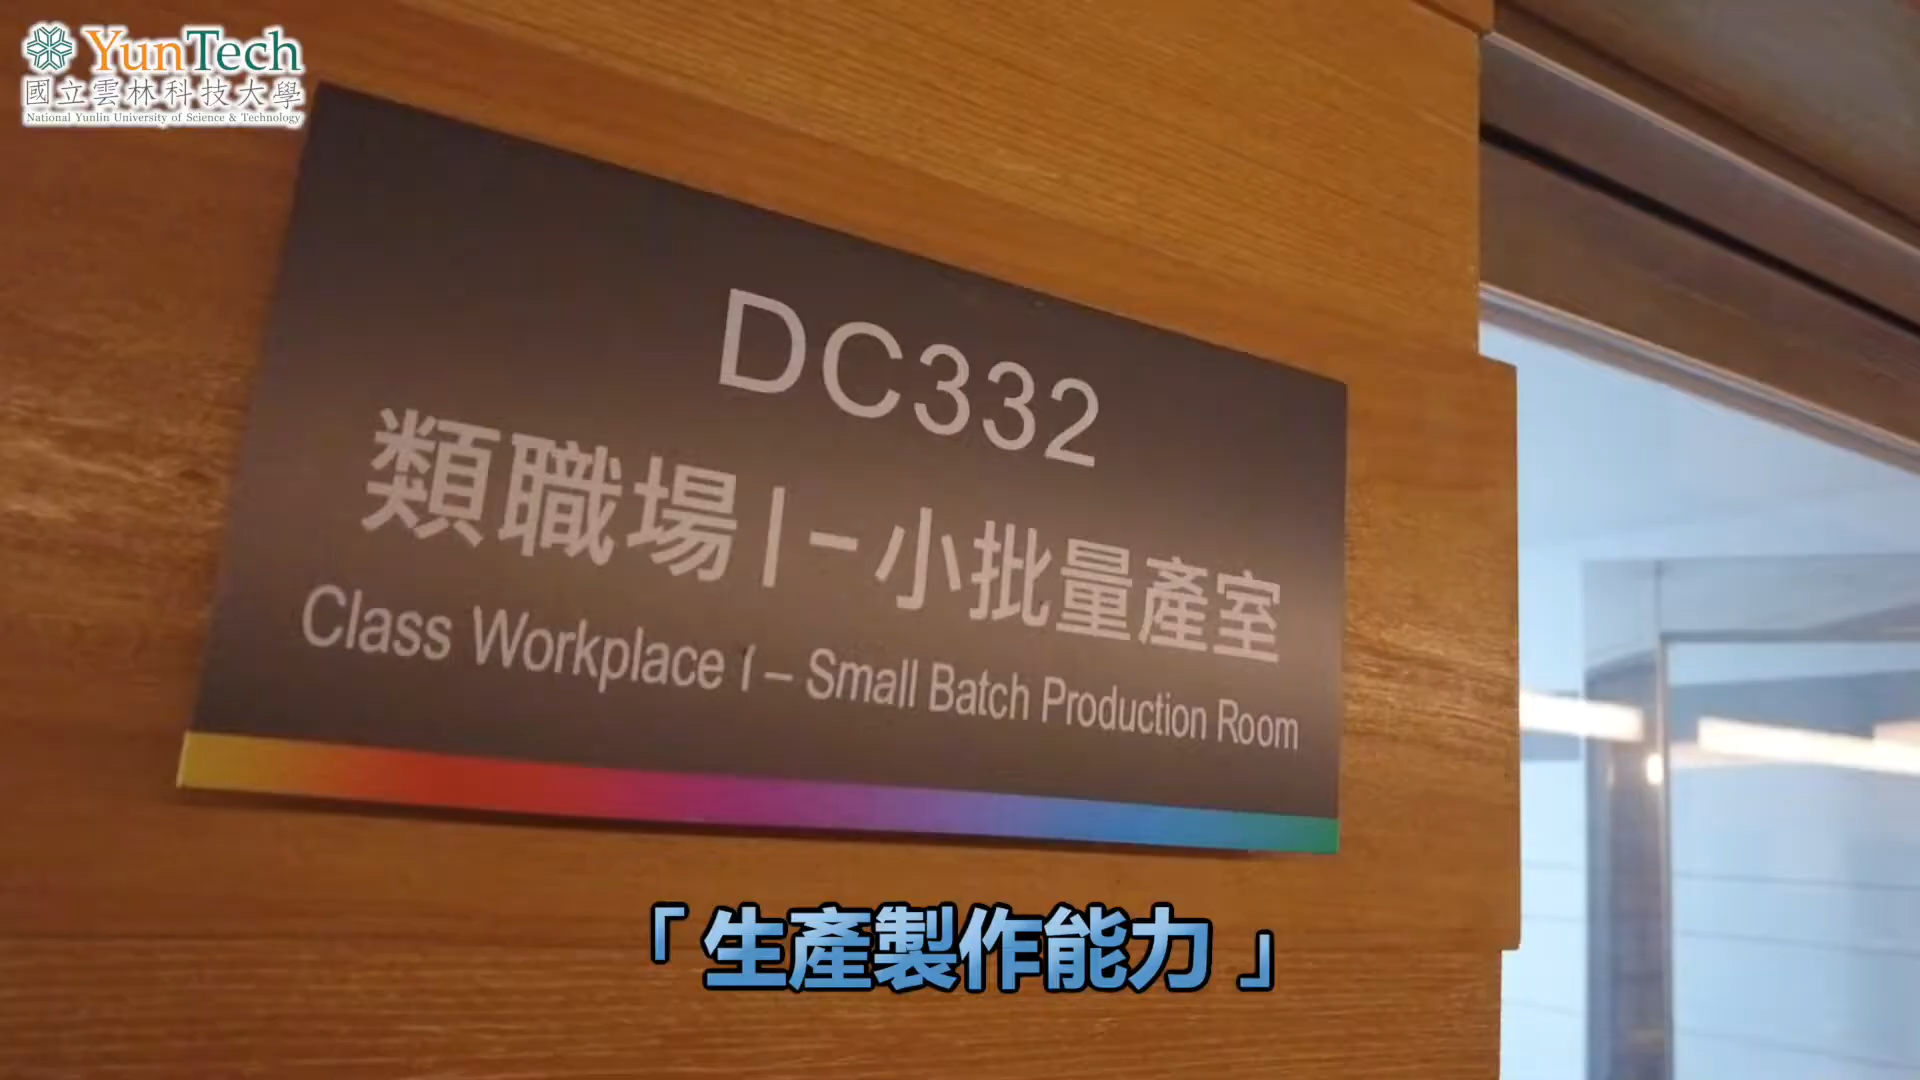 YunTech
國立雲林科技大學
National Yunlin University of Science & Technology
DC332
類職場I-小批量產室
Class Workplace I – Small Batch Production Room
「生產製作能力」